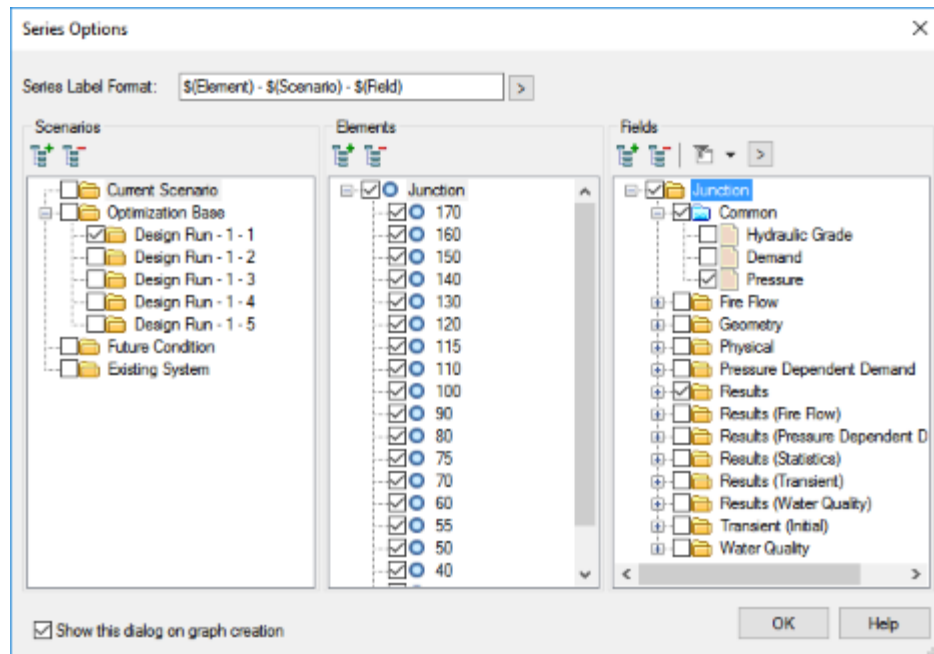 Series Options
Series Label Format: $(Element) - $(Scenario) - $(Field) >
Scenarios
Current Scenario
Optimization Base
Design Run - 1 - 1
Design Run - 1 - 2
Design Run - 1 - 3
Design Run - 1 - 4
Design Run - 1 - 5
Future Condition
Existing System
Elements
Junction
170
160
150
140
130
120
115
110
100
90
80
75
70
60
55
50
40
Fields
>
Junction
Common
Hydraulic Grade
Demand
Pressure
Fire Flow
Geometry
Physical
Pressure Dependent Demand
Results
Results (Fire Flow)
Results (Pressure Dependent D
Results (Statistics)
Results (Transient)
Results (Water Quality)
Transient (Initial)
Water Quality
Show this dialog on graph creation
OK
Help